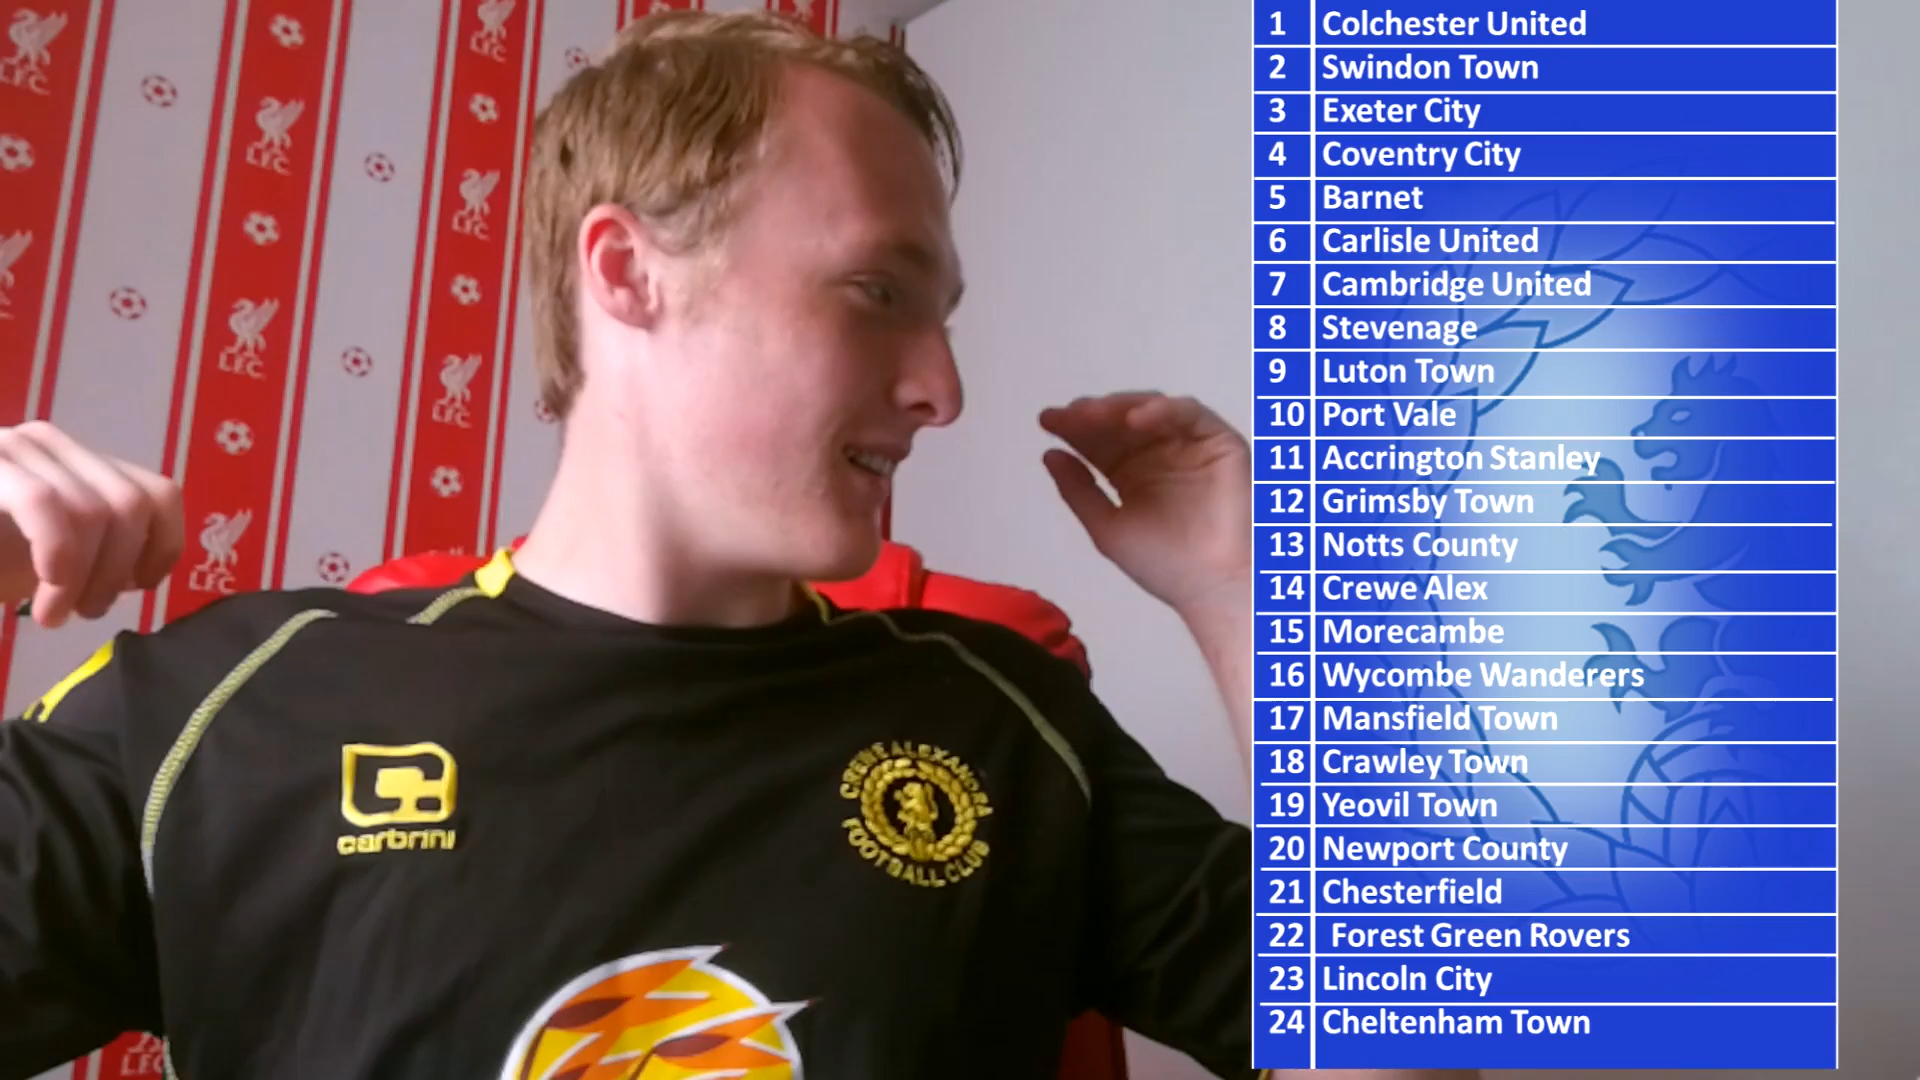 1 Colchester United
2 Swindon Town
3 Exeter City
4 Coventry City
5 Barnet
6 Carlisle United
7 Cambridge United
8 Stevenage
9 Luton Town
10 Port Vale
11 Accrington Stanley
12 Grimsby Town
13 Notts County
14 Crewe Alex
15 Morecambe
16 Wycombe Wanderers
17 Mansfield Town
18 Crawley Town
19 Yeovil Town
20 Newport County
21 Chesterfield
22 Forest Green Rovers
23 Lincoln City
24 Cheltenham Town
L.F.C.
L.F.C.
L.F.C.
L.F.C.
L.F.C.
L.F.C.
L.F.C.
L.F.C.
L.F.C.
carbrini
CREWE ALEXANDRA
FOOTBALL CLUB